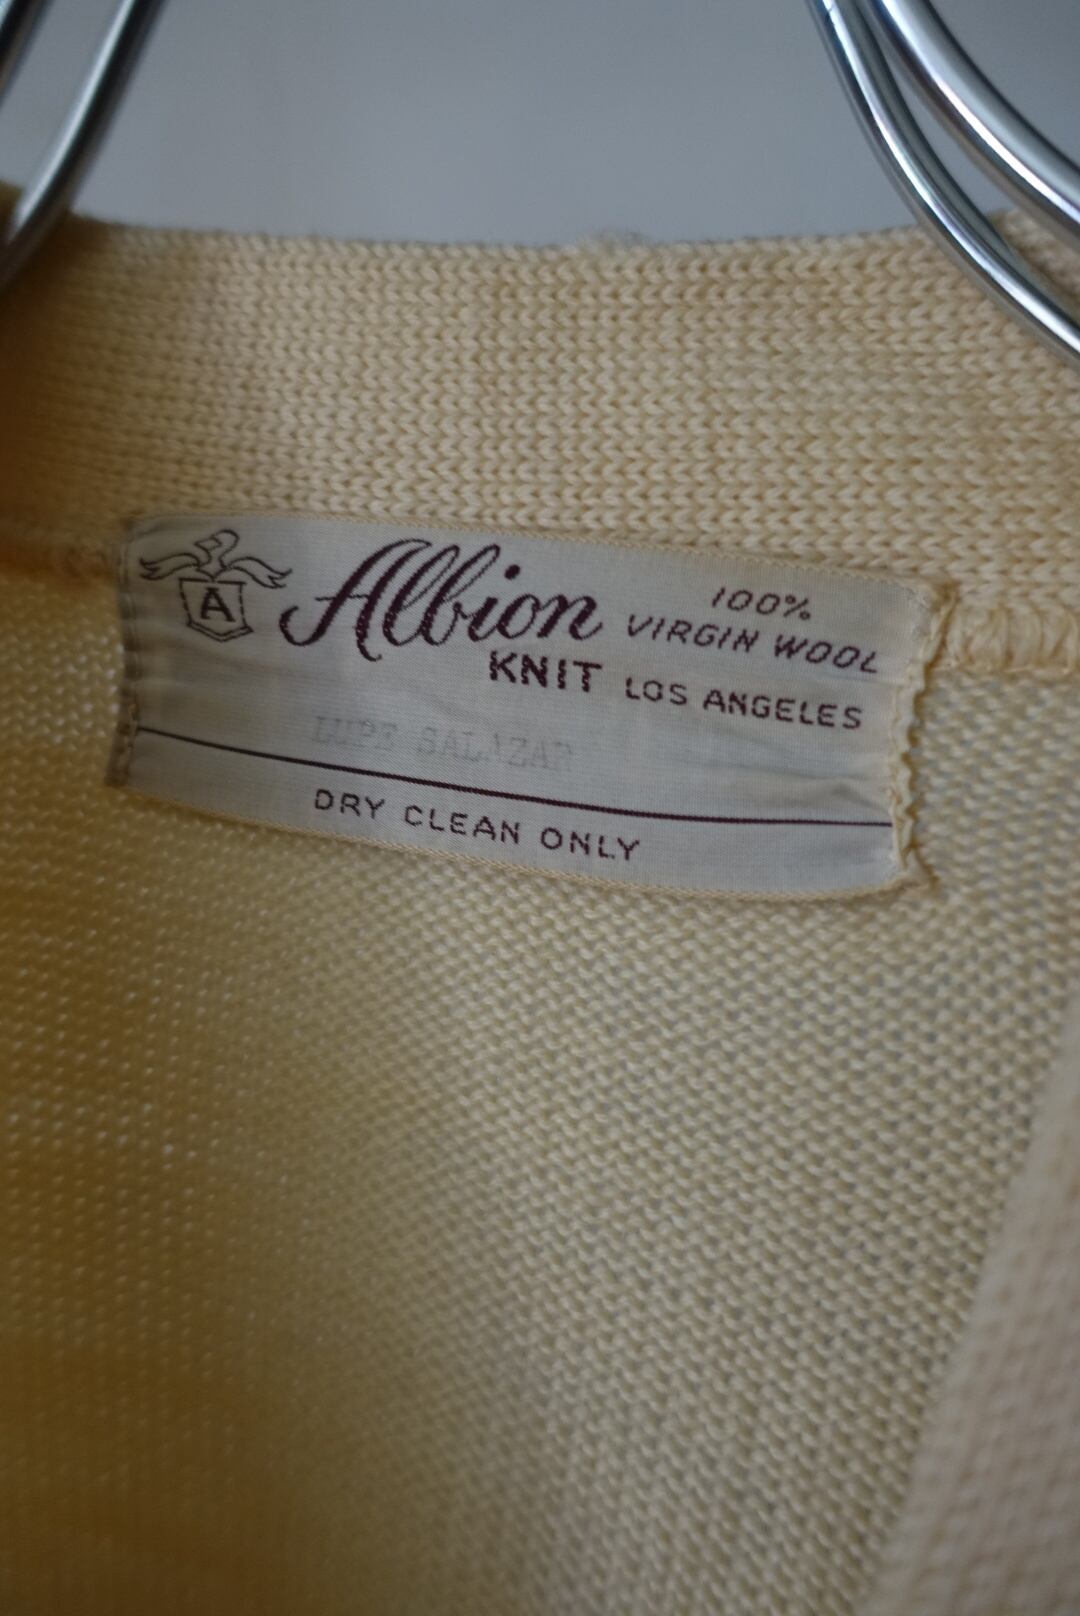 A
Albion
100%
VIRGIN WOOL
KNIT LOS ANGELES
LUPE SALAZAR
DRY CLEAN ONLY